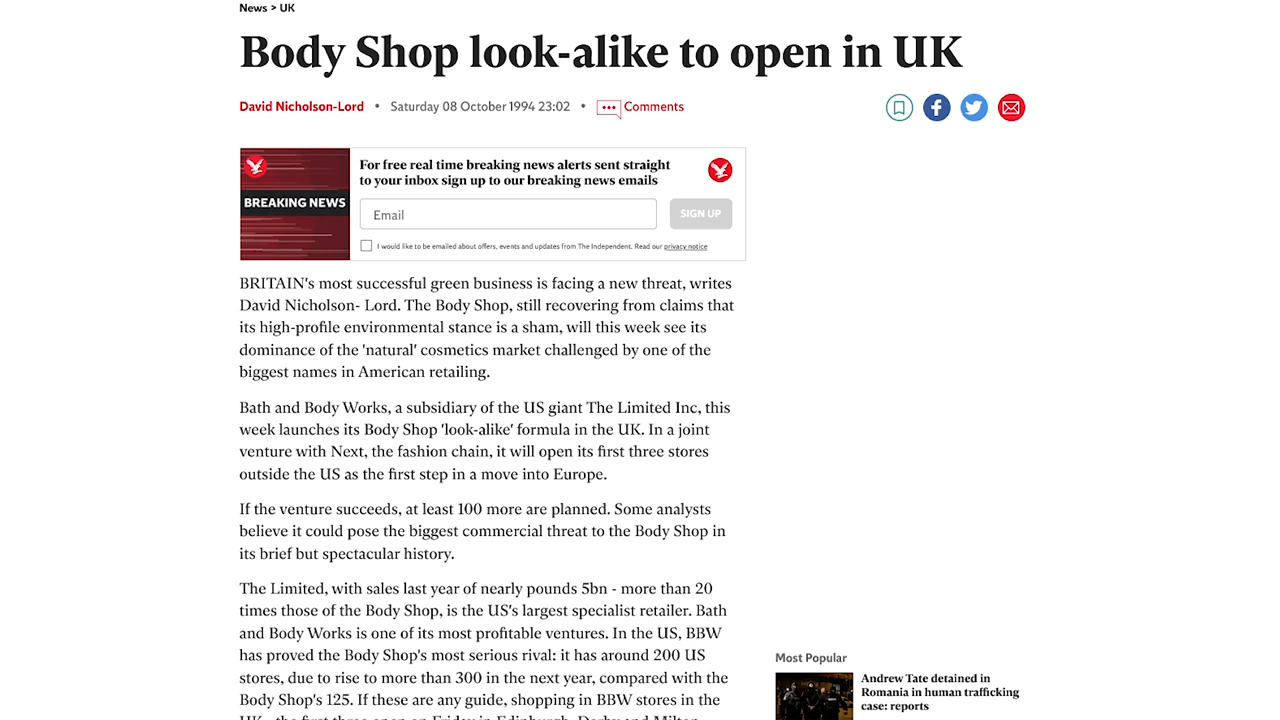 News > UK
Body Shop look-alike to open in UK
David Nicholson-Lord • Saturday 08 October 1994 23:02 • Comments
BREAKING NEWS
For free real time breaking news alerts sent straight
to your inbox sign up to our breaking news emails
Email
SIGN UP
I would like to be emailed about offers, events and updates from The Independent. Read our privacy notice
BRITAIN's most successful green business is facing a new threat, writes
David Nicholson- Lord. The Body Shop, still recovering from claims that
its high-profile environmental stance is a sham, will this week see its
dominance of the 'natural' cosmetics market challenged by one of the
biggest names in American retailing.
Bath and Body Works, a subsidiary of the US giant The Limited Inc, this
week launches its Body Shop 'look-alike' formula in the UK. In a joint
venture with Next, the fashion chain, it will open its first three stores
outside the US as the first step in a move into Europe.
If the venture succeeds, at least 100 more are planned. Some analysts
believe it could pose the biggest commercial threat to the Body Shop in
its brief but spectacular history.
The Limited, with sales last year of nearly pounds 5bn - more than 20
times those of the Body Shop, is the US's largest specialist retailer. Bath
and Body Works is one of its most profitable ventures. In the US, BBW
has proved the Body Shop's most serious rival: it has around 200 US
stores, due to rise to more than 300 in the next year, compared with the
Body Shop's 125. If these are any guide, shopping in BBW stores in the
UK - the first three open on Friday in Edinburgh, Derby and Milton
Most Popular
Andrew Tate detained in
Romania in human trafficking
case: reports